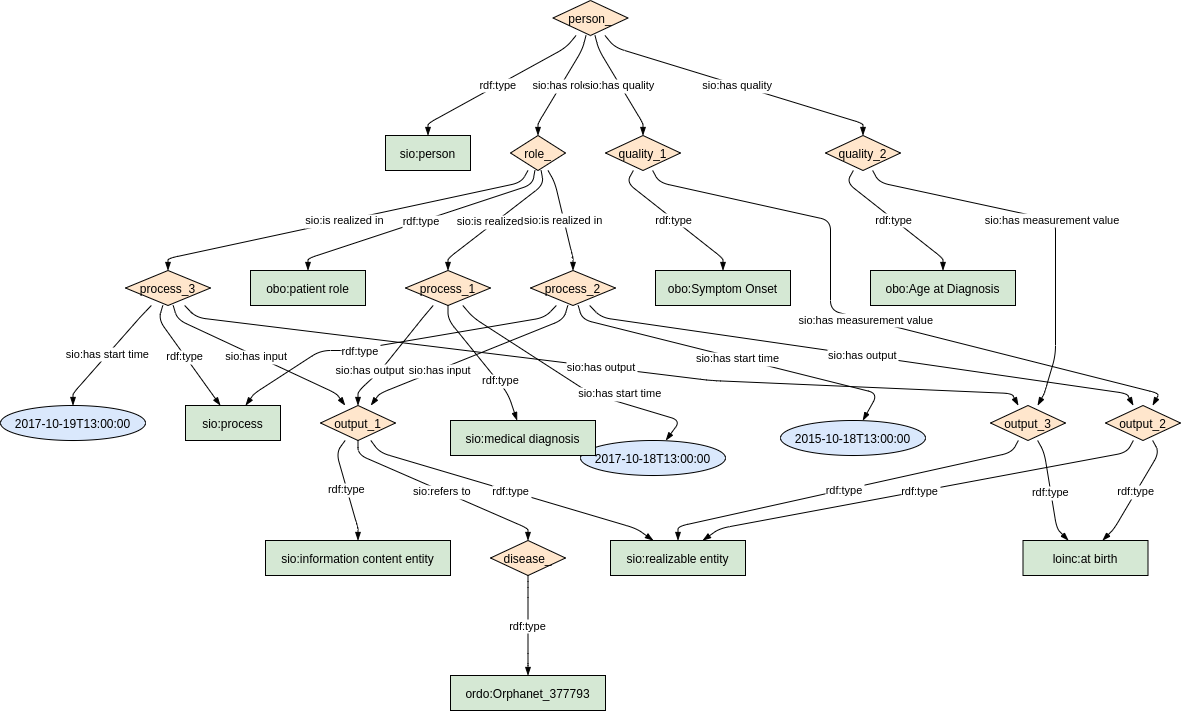 person_
rdf:type
sio:has role
sio:has quality
sio:has quality
sio:person
role_
quality_1
quality_2
sio:is realized in
rdf:type
sio:is realized
sio:is realized in
rdf:type
rdf:type
sio:has measurement value
process_3
obo:patient role
process_1
process_2
obo:Symptom Onset
obo:Age at Diagnosis
sio:has measurement value
sio:has start time
rdf:type
sio:has input
rdf:type
sio:has output
sio:has input
rdf:type
sio:has output
sio:has start time
sio:has start time
sio:has output
2017-10-19T13:00:00
sio:process
output_1
sio:medical diagnosis
2017-10-18T13:00:00
2015-10-18T13:00:00
output_3
output_2
rdf:type
sio:refers to
rdf:type
rdf:type
rdf:type
rdf:type
rdf:type
sio:information content entity
disease_
sio:realizable entity
loinc:at birth
rdf:type
ordo:Orphanet_377793